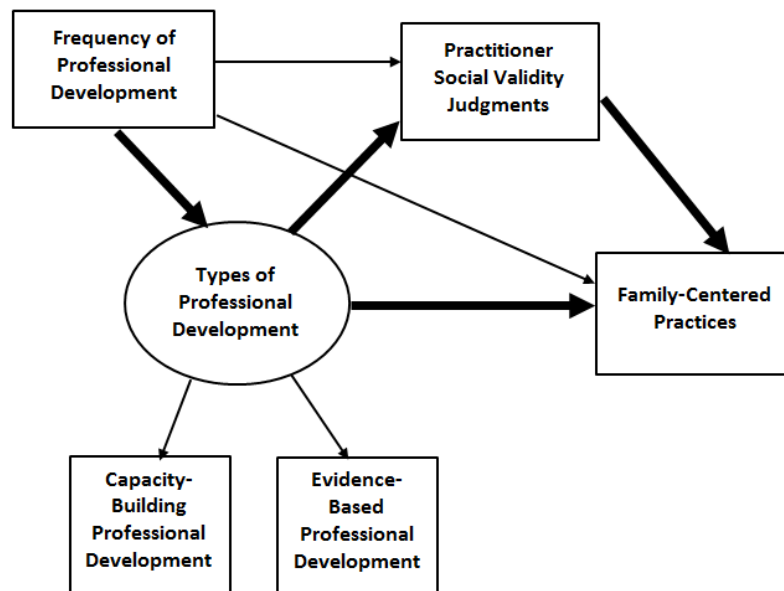 Frequency of
Professional
Development
Practitioner
Social Validity
Judgments
Types of
Professional
Development
Family-Centered
Practices
Capacity-
Building
Professional
Development
Evidence-
Based
Professional
Development